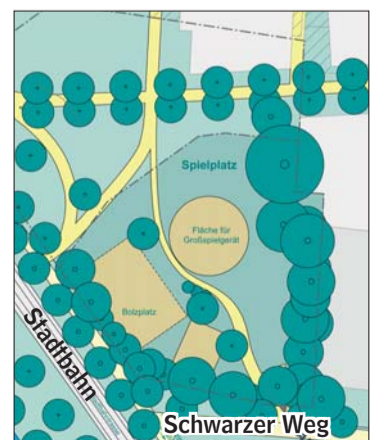 Spielplatz
Fläche für
Großspielgerät
Bolzplatz
Stadtbahn
Schwarzer Weg